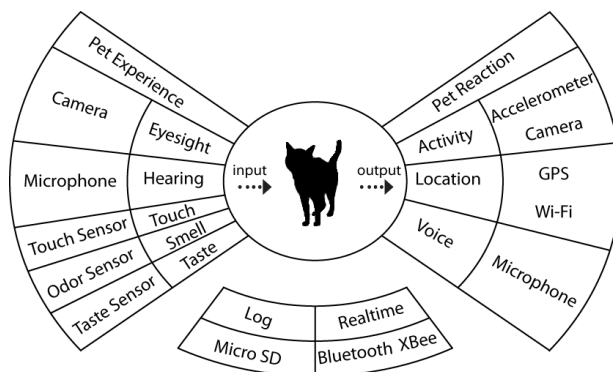 Pet Experience
Camera
Eyesight
Microphone
Hearing
Touch Sensor
Touch
Odor Sensor
Smell
Taste Sensor
Taste
input
output
Pet Reaction
Activity
Accelerometer
Camera
Location
GPS
Wi-Fi
Voice
Microphone
Log
Realtime
Micro SD
Bluetooth XBee